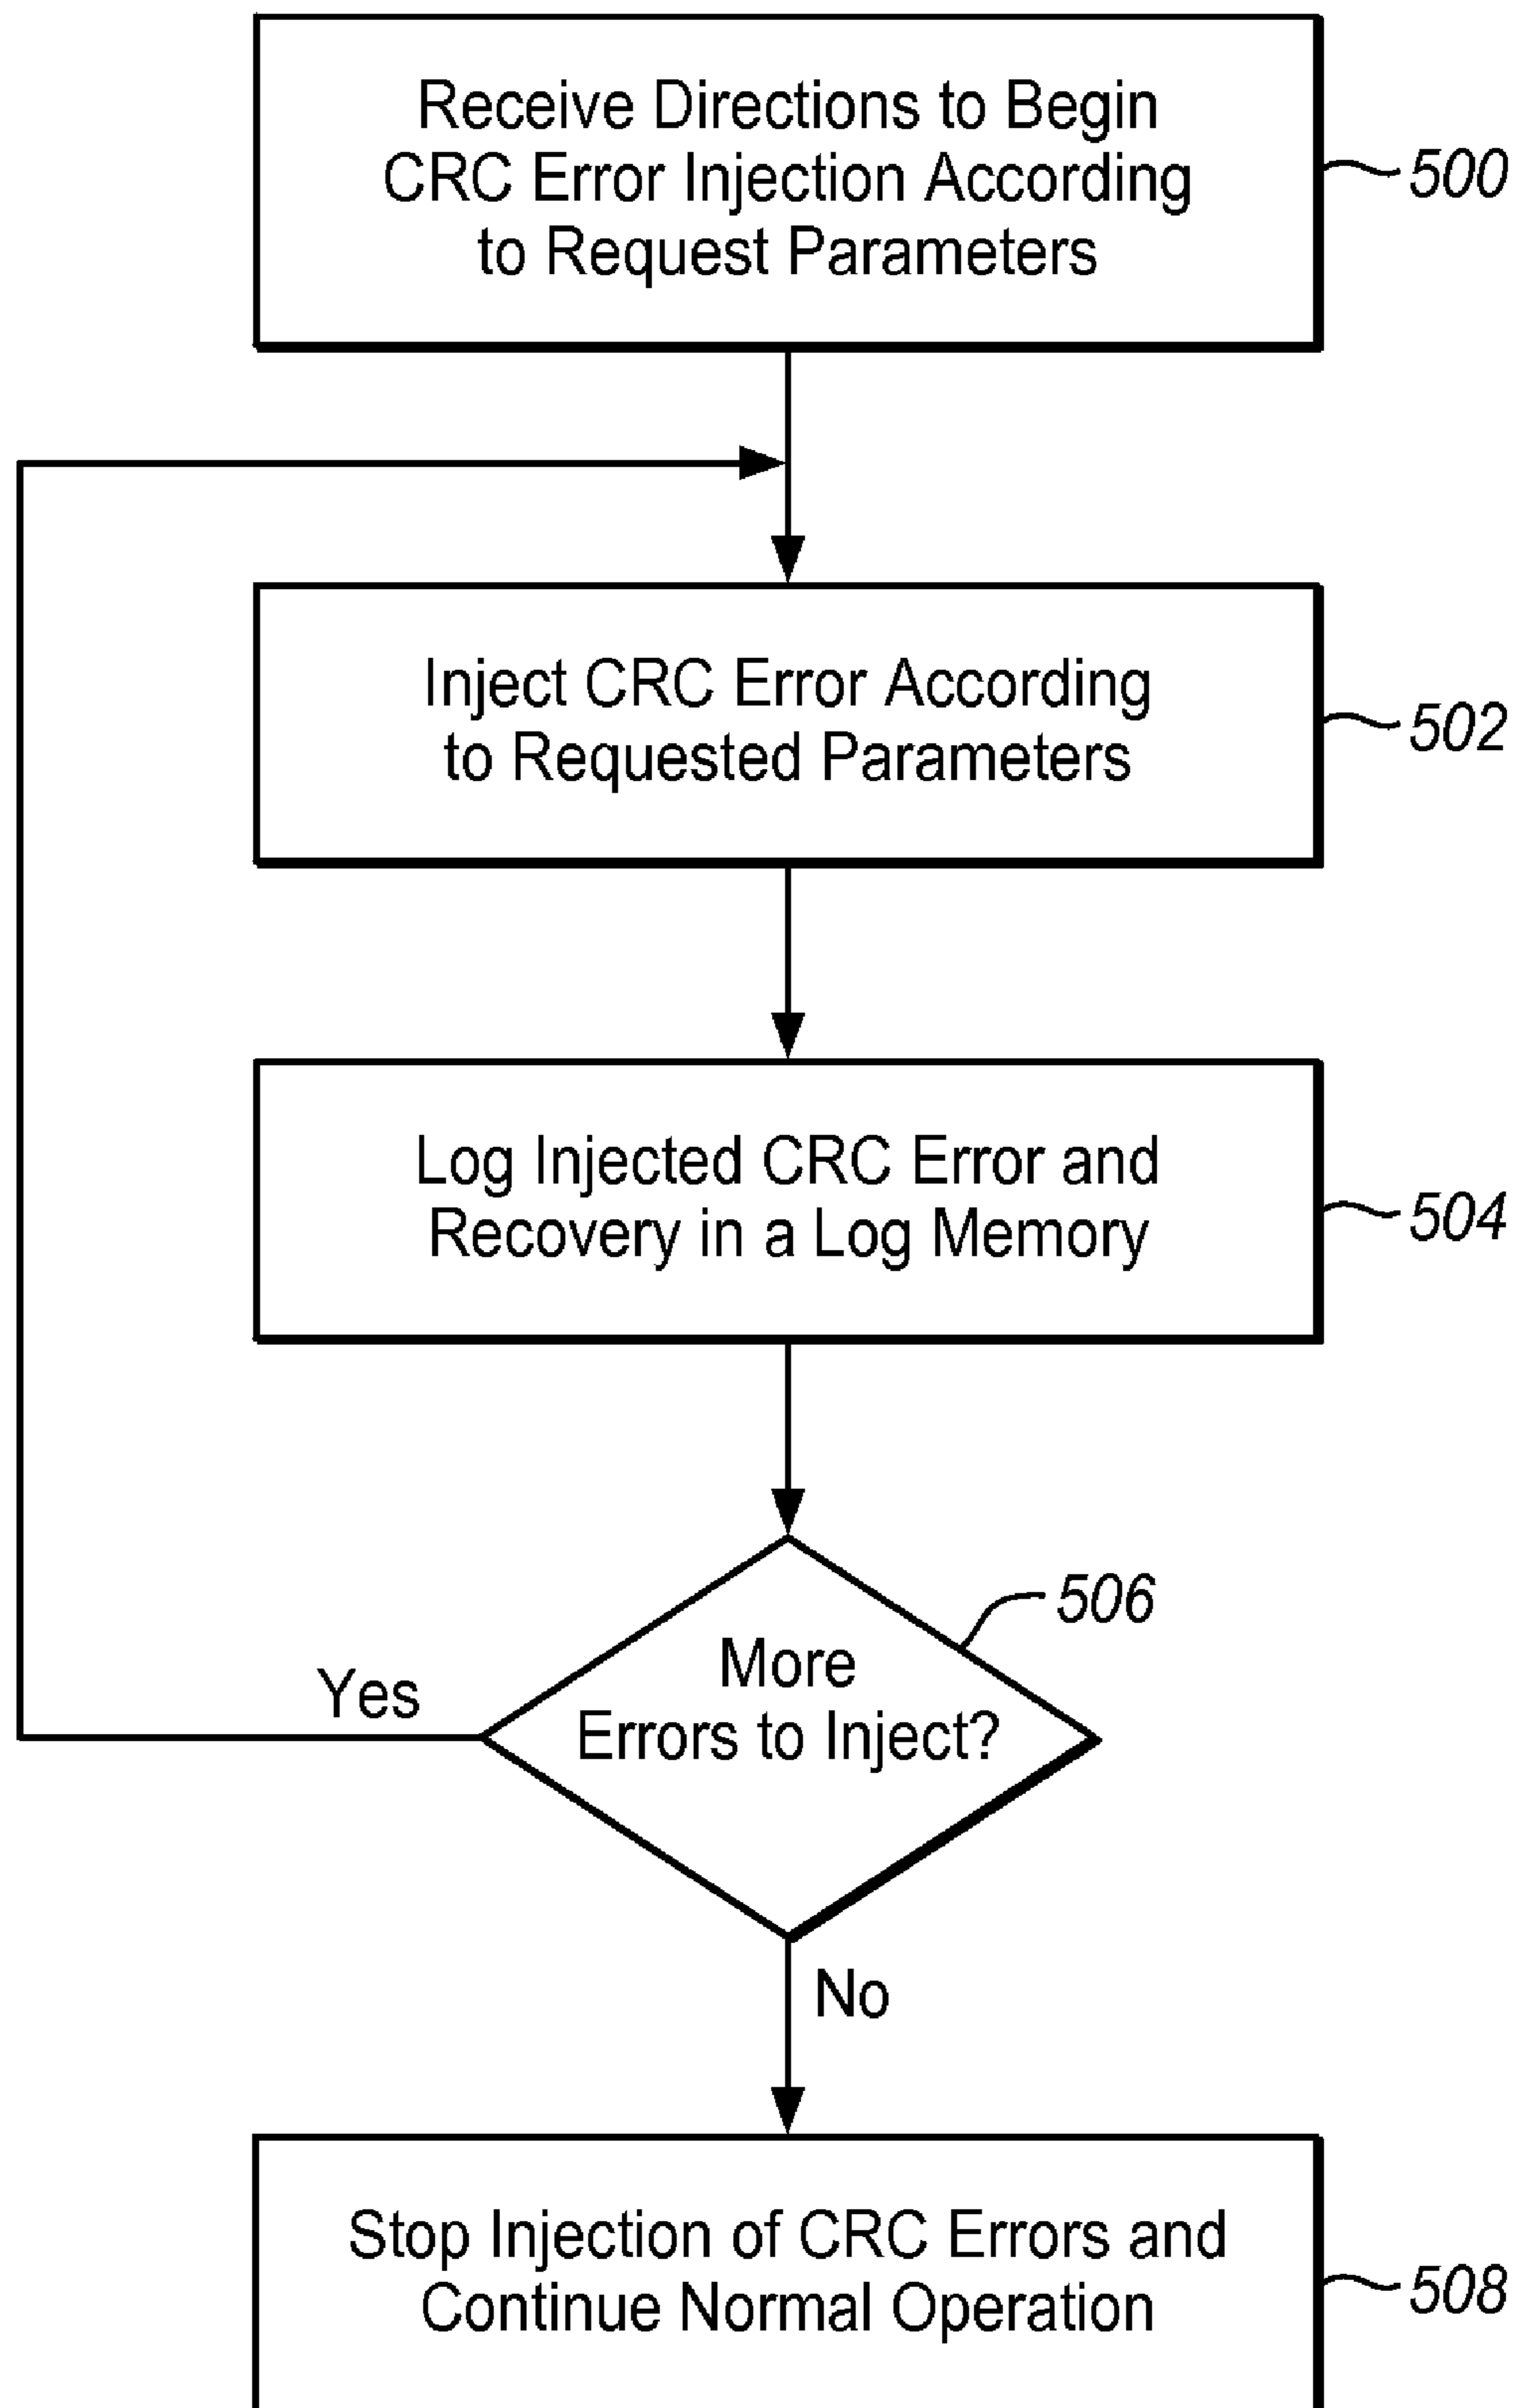 Receive Directions to Begin
CRC Error Injection According
to Request Parameters
500
Inject CRC Error According
to Requested Parameters
502
Log Injected CRC Error and
Recovery in a Log Memory
504
506
More
Errors to Inject?
Yes
No
Stop Injection of CRC Errors and
Continue Normal Operation
508